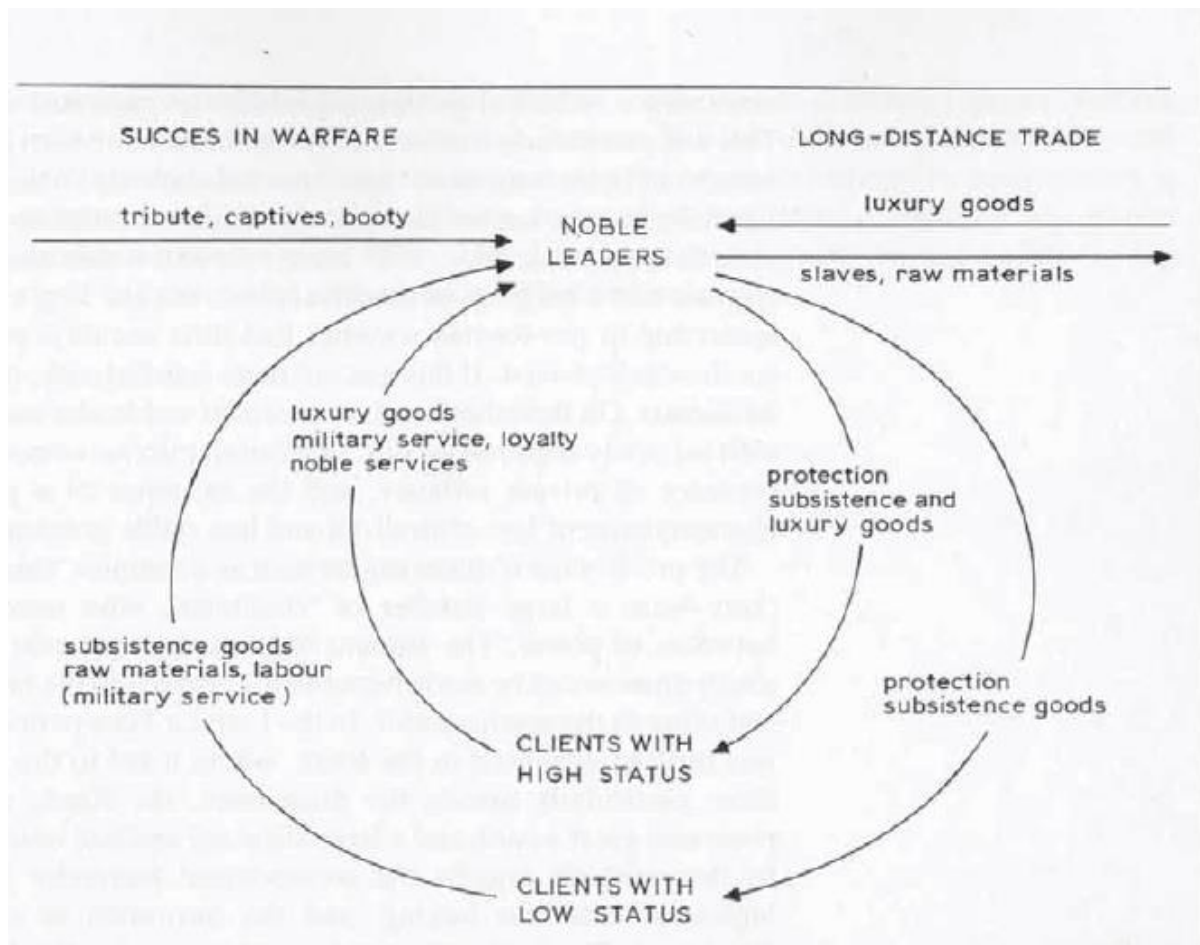 SUCCES IN WARFARE
LONG-DISTANCE TRADE
tribute, captives, booty
NOBLE
LEADERS
luxury goods
slaves, raw materials
luxury goods
military service, loyalty
noble services
protection
subsistence and
luxury goods
subsistence goods
raw materials, labour
(military service)
protection
subsistence goods
CLIENTS WITH
HIGH STATUS
CLIENTS WITH
LOW STATUS